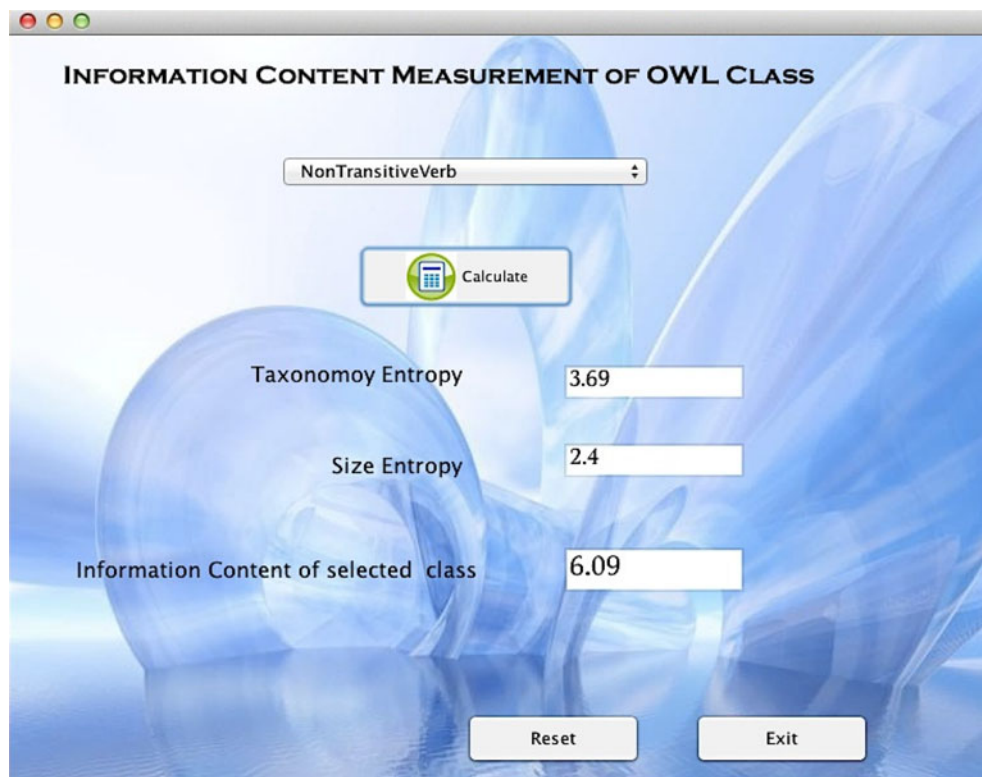 INFORMATION CONTENT MEASUREMENT OF OWL CLASS
NonTransitiveVerb
Calculate
Taxonomoy Entropy 3.69
Size Entropy 2.4
Information Content of selected class 6.09
Reset Exit